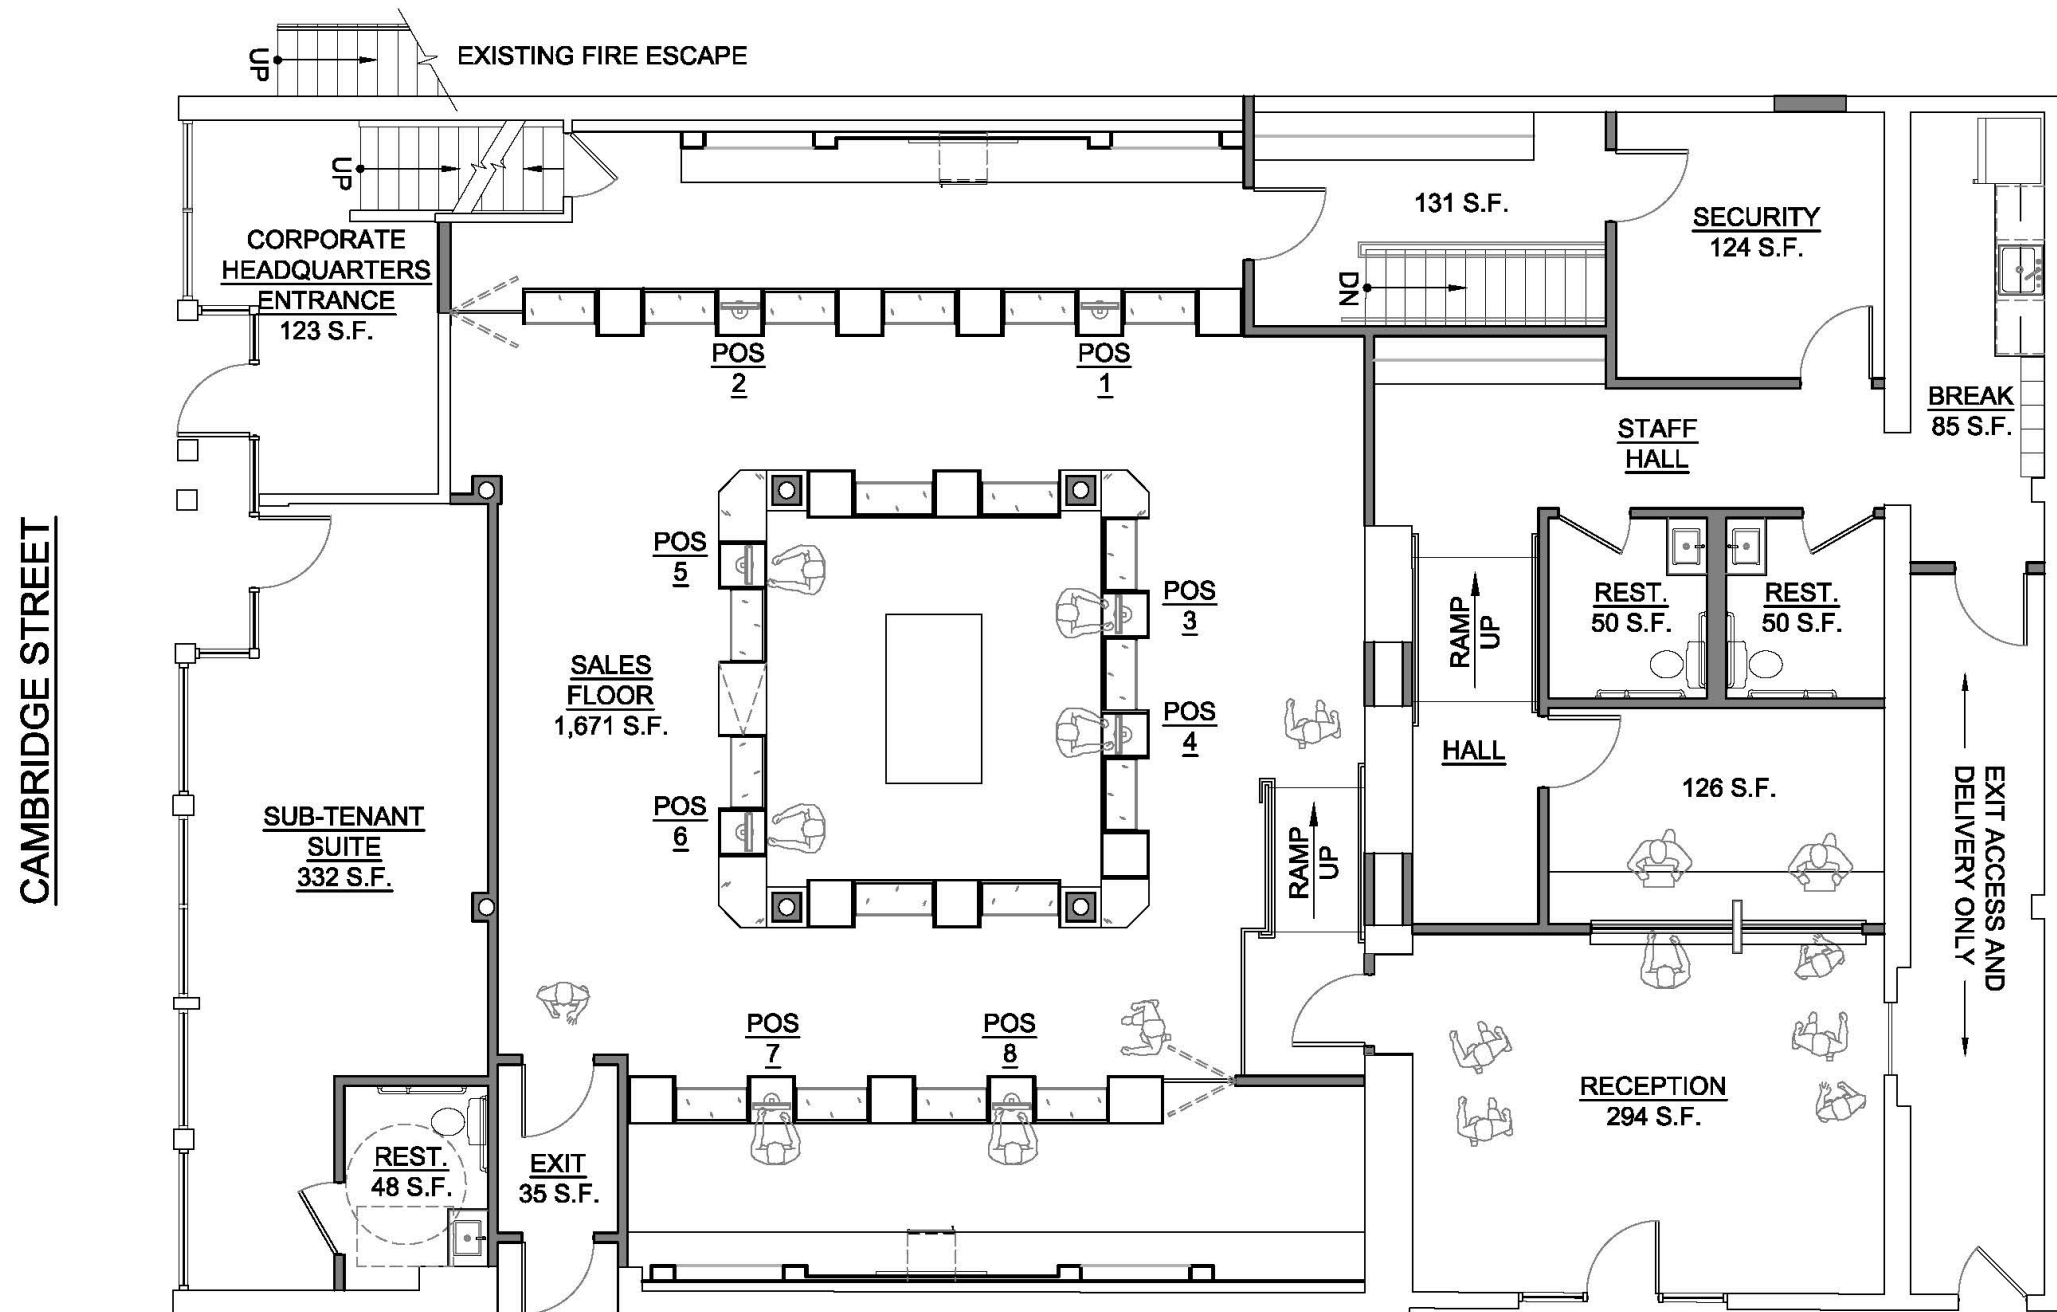 EXISTING FIRE ESCAPE
UP
UP
CORPORATE
HEADQUARTERS
ENTRANCE
123 S.F.
131 S.F.
SECURITY
124 S.F.
DN
POS
2
POS
1
BREAK
85 S.F.
STAFF
HALL
CAMBRIDGE STREET
POS
5
POS
3
REST.
50 S.F.
REST.
50 S.F.
RAMP
UP
SALES
FLOOR
1,671 S.F.
POS
4
HALL
126 S.F.
SUB-TENANT
SUITE
332 S.F.
POS
6
RAMP
UP
EXIT ACCESS AND
DELIVERY ONLY
POS
7
POS
8
RECEPTION
294 S.F.
REST.
48 S.F.
EXIT
35 S.F.